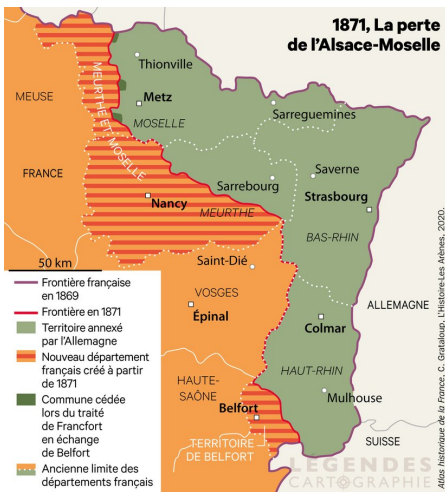 1871, La perte
de l'Alsace-Moselle
Thionville
MEUSE
Metz
MOSELLE
Sarreguemines
MEURTHE ET MOSELLE
FRANCE
Saverne
Sarrebourg
Strasbourg
Nancy
MEURTHE
BAS-RHIN
Saint-Dié
50 km
VOSGES
ALLEMAGNE
Épinal
Colmar
HAUT-RHIN
HAUTE-
SAÔNE
Mulhouse
Belfort
SUISSE
TERRITOIRE
DE BELFORT
Frontière française
en 1869
Frontière en 1871
Territoire annexé
par l'Allemagne
Nouveau département
français créé à partir
de 1871
Commune cédée
lors du traité
de Francfort
en échange
de Belfort
Ancienne limite des
départements français
LÉGENDES
CARTOGRAPHIE
Atlas historique de la France, C. Grataloup, L'Histoire-Les Arènes, 2020.